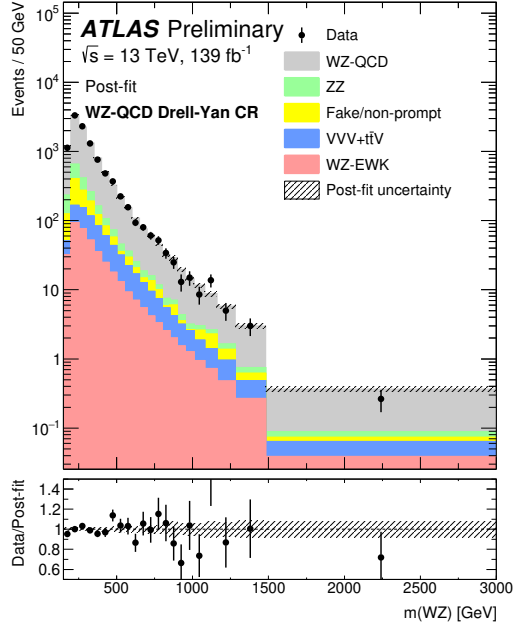 ATLAS Preliminary
√s = 13 TeV, 139 fb⁻¹
Post-fit
WZ-QCD Drell-Yan CR
Data
WZ-QCD
ZZ
Fake/non-prompt
VVV+tt̄V
WZ-EWK
Post-fit uncertainty
Events / 50 GeV
10⁵
10⁴
10³
10²
10
1
10⁻¹
Data/Post-fit
1.4
1.2
1.0
0.8
0.6
500 1000 1500 2000 2500 3000
m(WZ) [GeV]